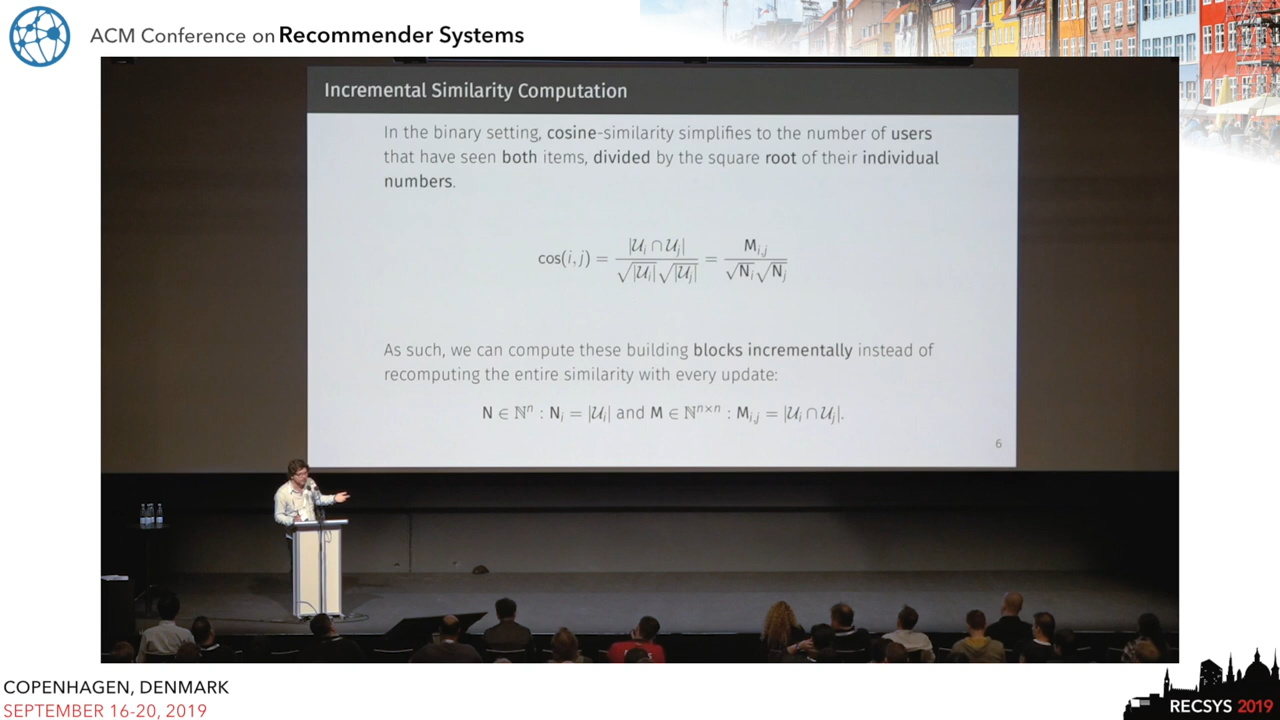 ACM Conference on Recommender Systems
Incremental Similarity Computation
In the binary setting, cosine-similarity simplifies to the number of users
that have seen both items, divided by the square root of their individual
numbers.
cos(i, j) = |𝒰ᵢ ∩ 𝒰ⱼ| / √|𝒰ᵢ|√|𝒰ⱼ| = Mᵢ,ⱼ / √Nᵢ√Nⱼ
As such, we can compute these building blocks incrementally instead of
recomputing the entire similarity with every update:
N ∈ ℕⁿ : Nᵢ = |𝒰ᵢ| and M ∈ ℕⁿˣⁿ : Mᵢ,ⱼ = |𝒰ᵢ ∩ 𝒰ⱼ|.
6
COPENHAGEN, DENMARK
SEPTEMBER 16-20, 2019
RECSYS 2019